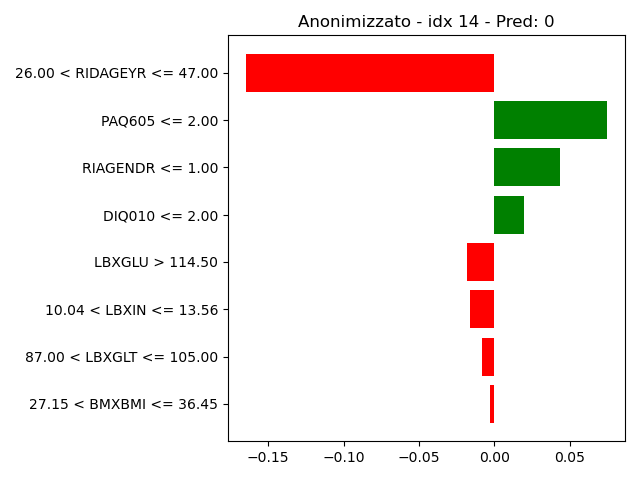 Anonimizzato - idx 14 - Pred: 0
26.00 < RIDAGEYR <= 47.00
PAQ605 <= 2.00
RIAGENDR <= 1.00
DIQ010 <= 2.00
LBXGLU > 114.50
10.04 < LBXIN <= 13.56
87.00 < LBXGLT <= 105.00
27.15 < BMXBMI <= 36.45
−0.15 −0.10 −0.05 0.00 0.05